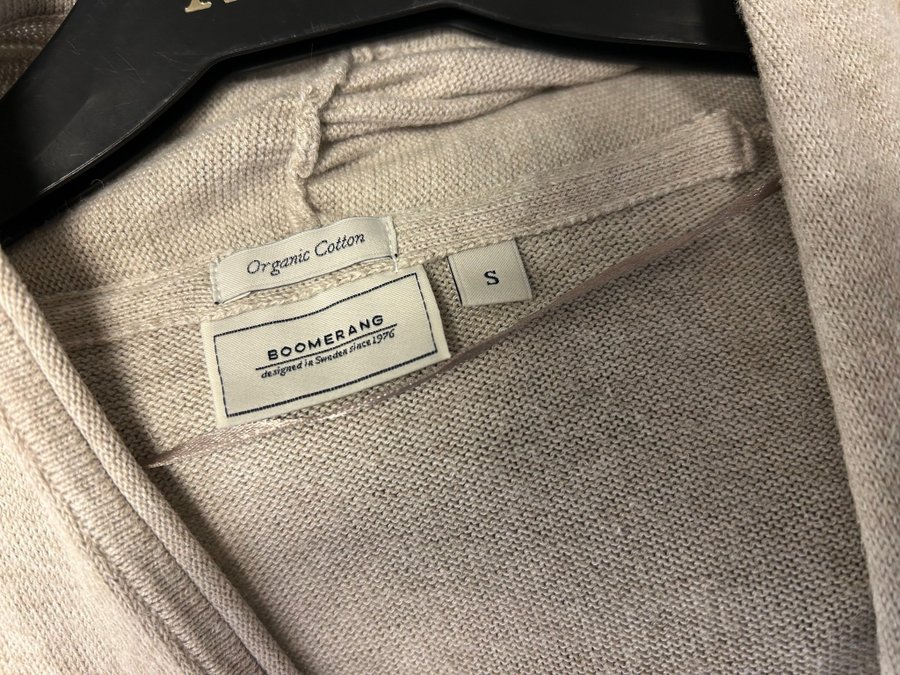 Organic Cotton
BOOMERANG
designed in Sweden since 1976
S